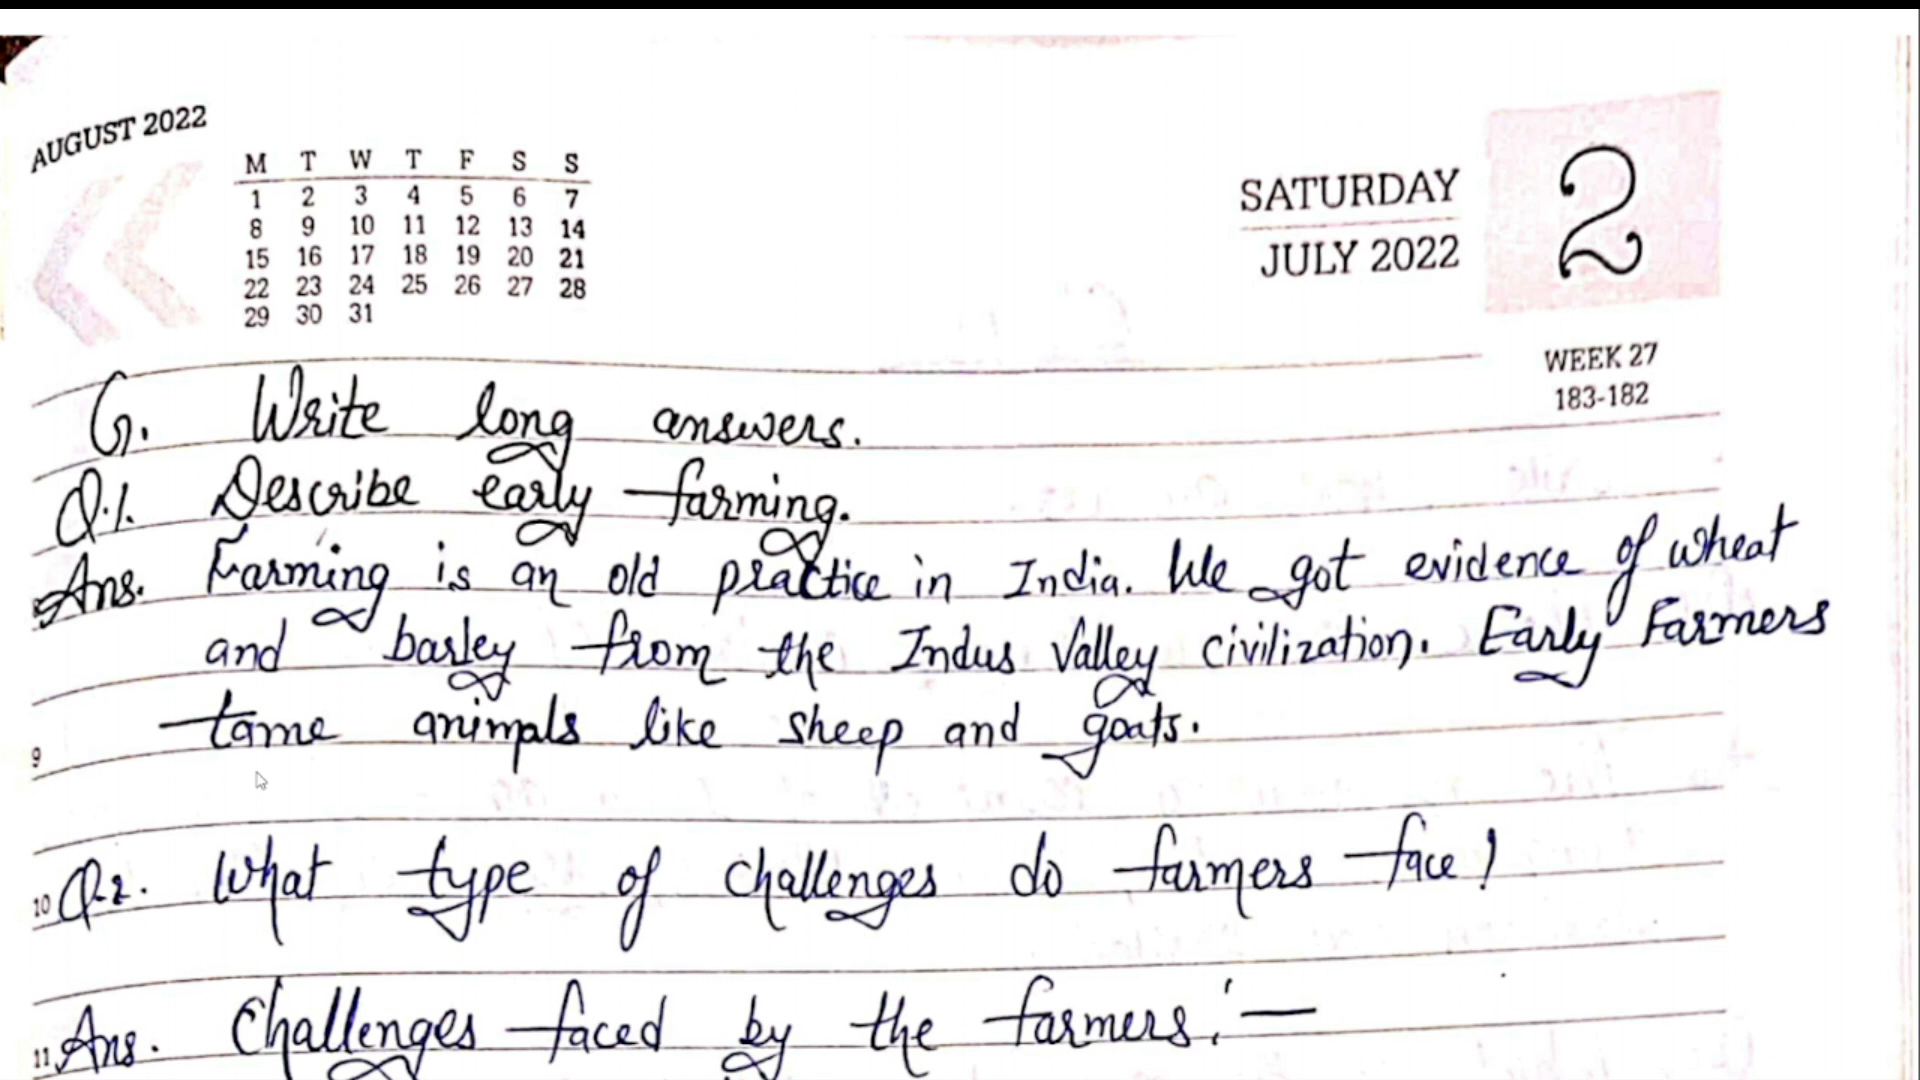 AUGUST 2022
M T W T F S S
1 2 3 4 5 6 7
8 9 10 11 12 13 14
15 16 17 18 19 20 21
22 23 24 25 26 27 28
29 30 31
SATURDAY
JULY 2022
2
WEEK 27
183-182
G. Write long answers.
Q.1. Describe early farming.
Ans. Farming is an old practice in India. We got evidence of wheat
and barley from the Indus Valley civilization. Early Farmers
tame animals like sheep and goats.
9
10 Q.2. What type of challenges do farmers face?
11 Ans. Challenges faced by the farmers:—